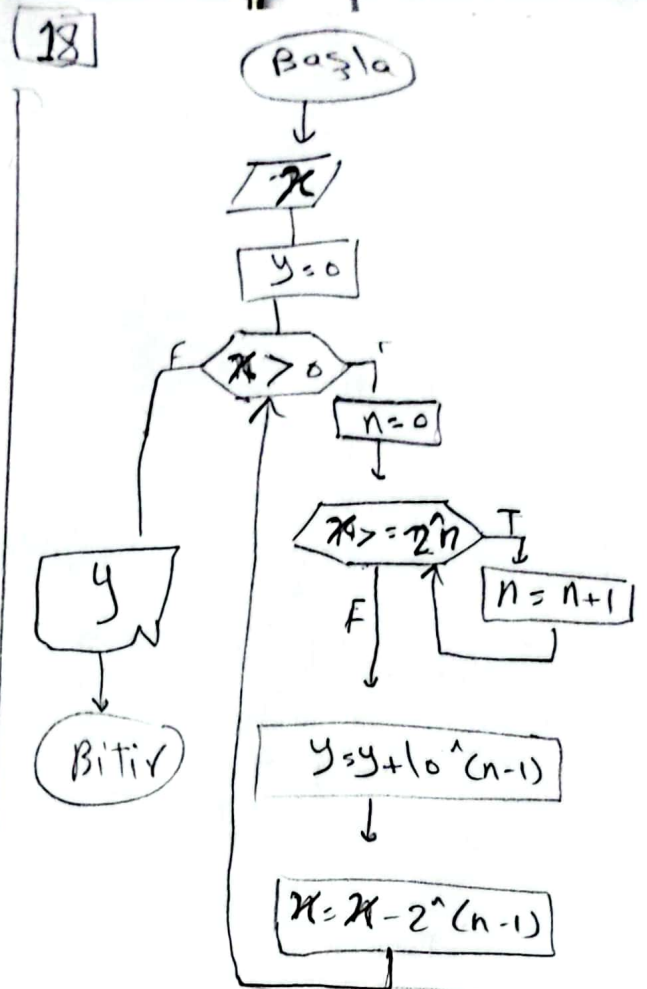 18
Başla
x
y=0
x > 0
F
n=0
x>=2^n
T
n=n+1
F
y
Bitir
y=y+10^(n-1)
x=x-2^(n-1)